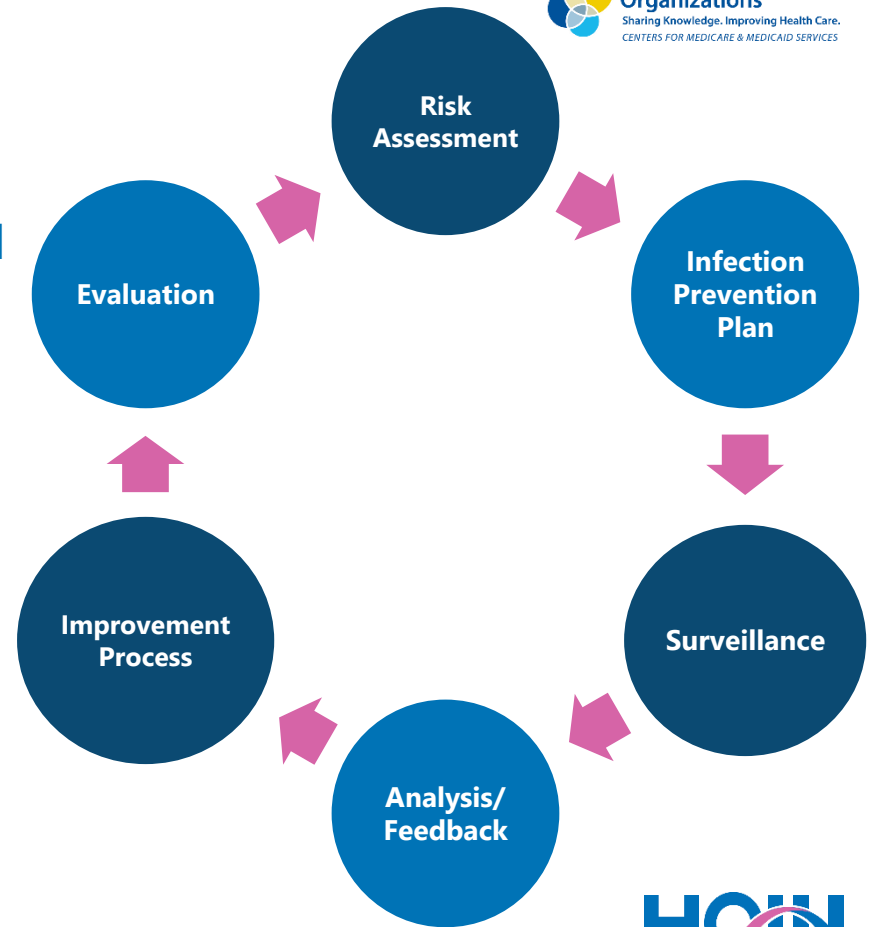 Organizations
Sharing Knowledge. Improving Health Care.
CENTERS FOR MEDICARE & MEDICAID SERVICES
Risk
Assessment
Infection
Prevention
Plan
Surveillance
Analysis/
Feedback
Improvement
Process
Evaluation